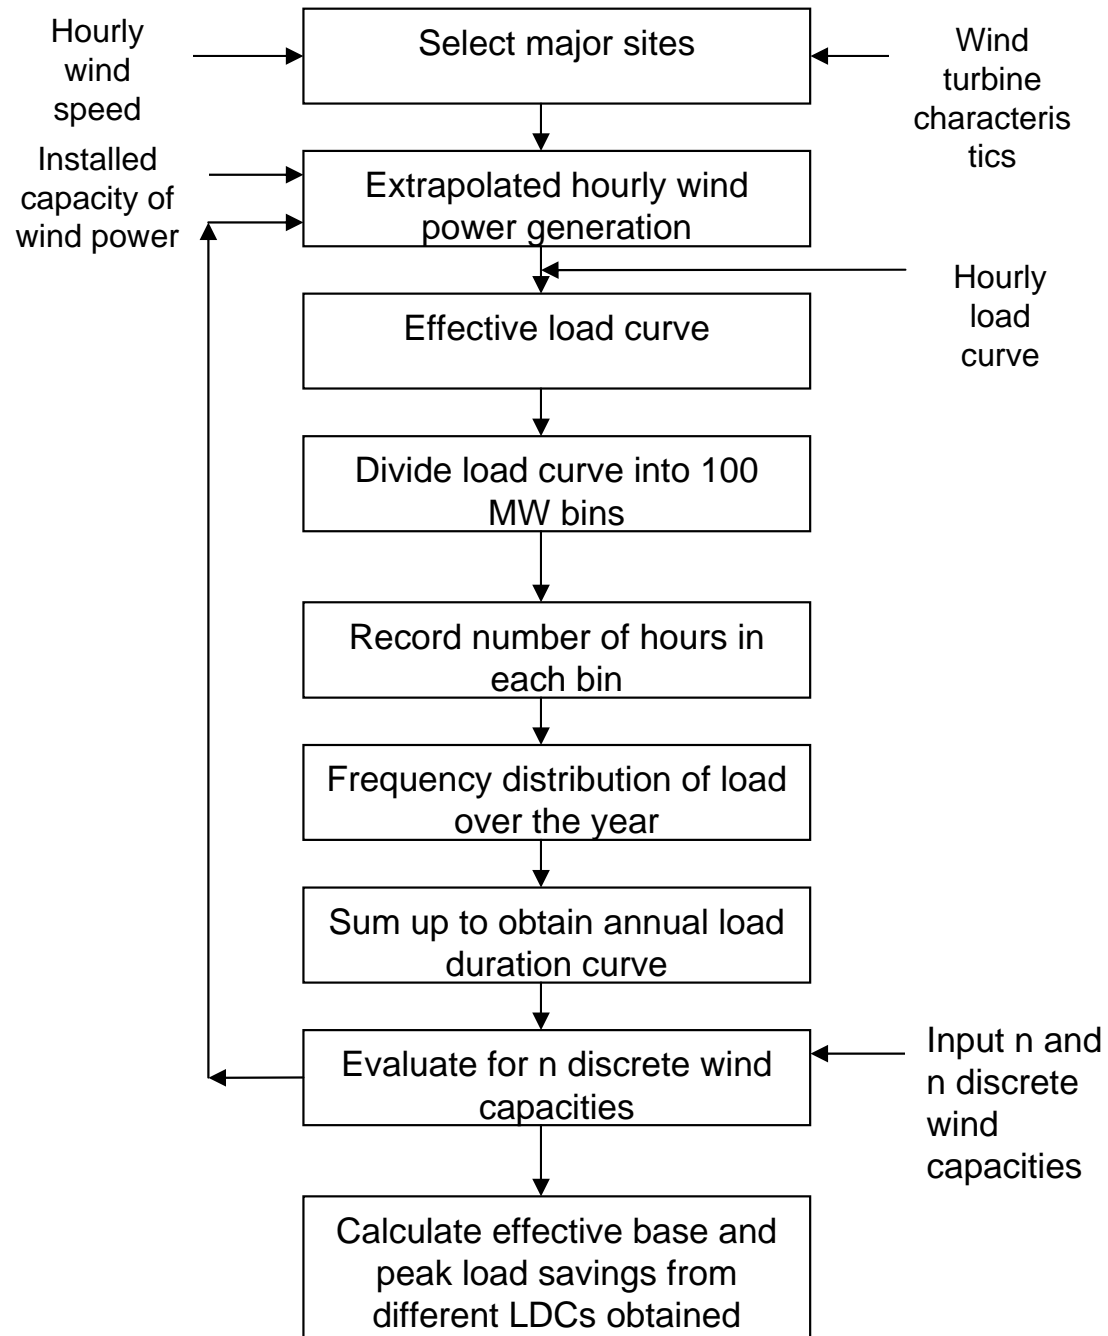 Hourly
wind
speed
Select major sites
Wind
turbine
characteris
tics
Installed
capacity of
wind power
Extrapolated hourly wind
power generation
Hourly
load
curve
Effective load curve
Divide load curve into 100
MW bins
Record number of hours in
each bin
Frequency distribution of load
over the year
Sum up to obtain annual load
duration curve
Evaluate for n discrete wind
capacities
Input n and
n discrete
wind
capacities
Calculate effective base and
peak load savings from
different LDCs obtained